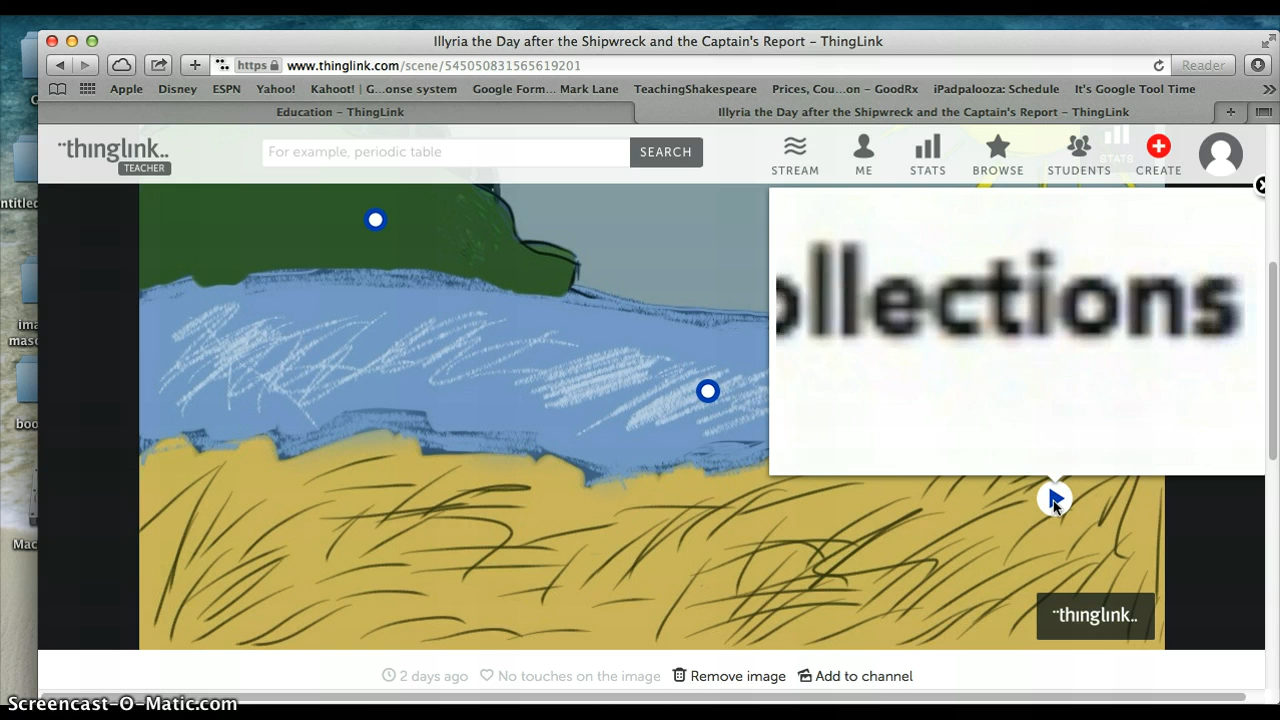 Illyria the Day after the Shipwreck and the Captain's Report – ThingLink
https www.thinglink.com/scene/545050831565619201 Reader
Apple Disney ESPN Yahoo! Kahoot! | G...onse system Google Form... Mark Lane TeachingShakespeare Prices, Cou...on – GoodRx iPadpalooza: Schedule It's Google Tool Time
Education – ThingLink Illyria the Day after the Shipwreck and the Captain's Report – ThingLink
thinglink.. For example, periodic table SEARCH
TEACHER STREAM ME STATS BROWSE STUDENTS CREATE
STATS
ollections
thinglink..
2 days ago No touches on the image Remove image Add to channel
Screencast-O-Matic.com